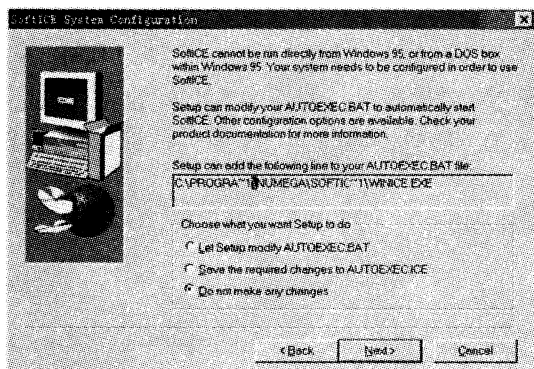 SoftICE System Configuration
SoftICE cannot be run directly from Windows 95, or from a DOS box
within Windows 95. Your system needs to be configured in order to use
SoftICE.
Setup can modify your AUTOEXEC.BAT to automatically start
SoftICE. Other configuration options are available. Check your
product documentation for more information.
Setup can add the following line to your AUTOEXEC.BAT file:
C:\PROGRA~1\NUMEGA\SOFTIC~1\WINICE.EXE
Choose what you want Setup to do
Let Setup modify AUTOEXEC.BAT
Save the required changes to AUTOEXEC.ICE
Do not make any changes
< Back
Next >
Cancel